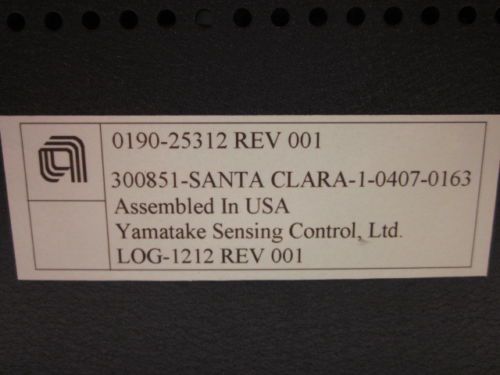 0190-25312 REV 001
300851-SANTA CLARA-1-0407-0163
Assembled In USA
Yamatake Sensing Control, Ltd.
LOG-1212 REV 001